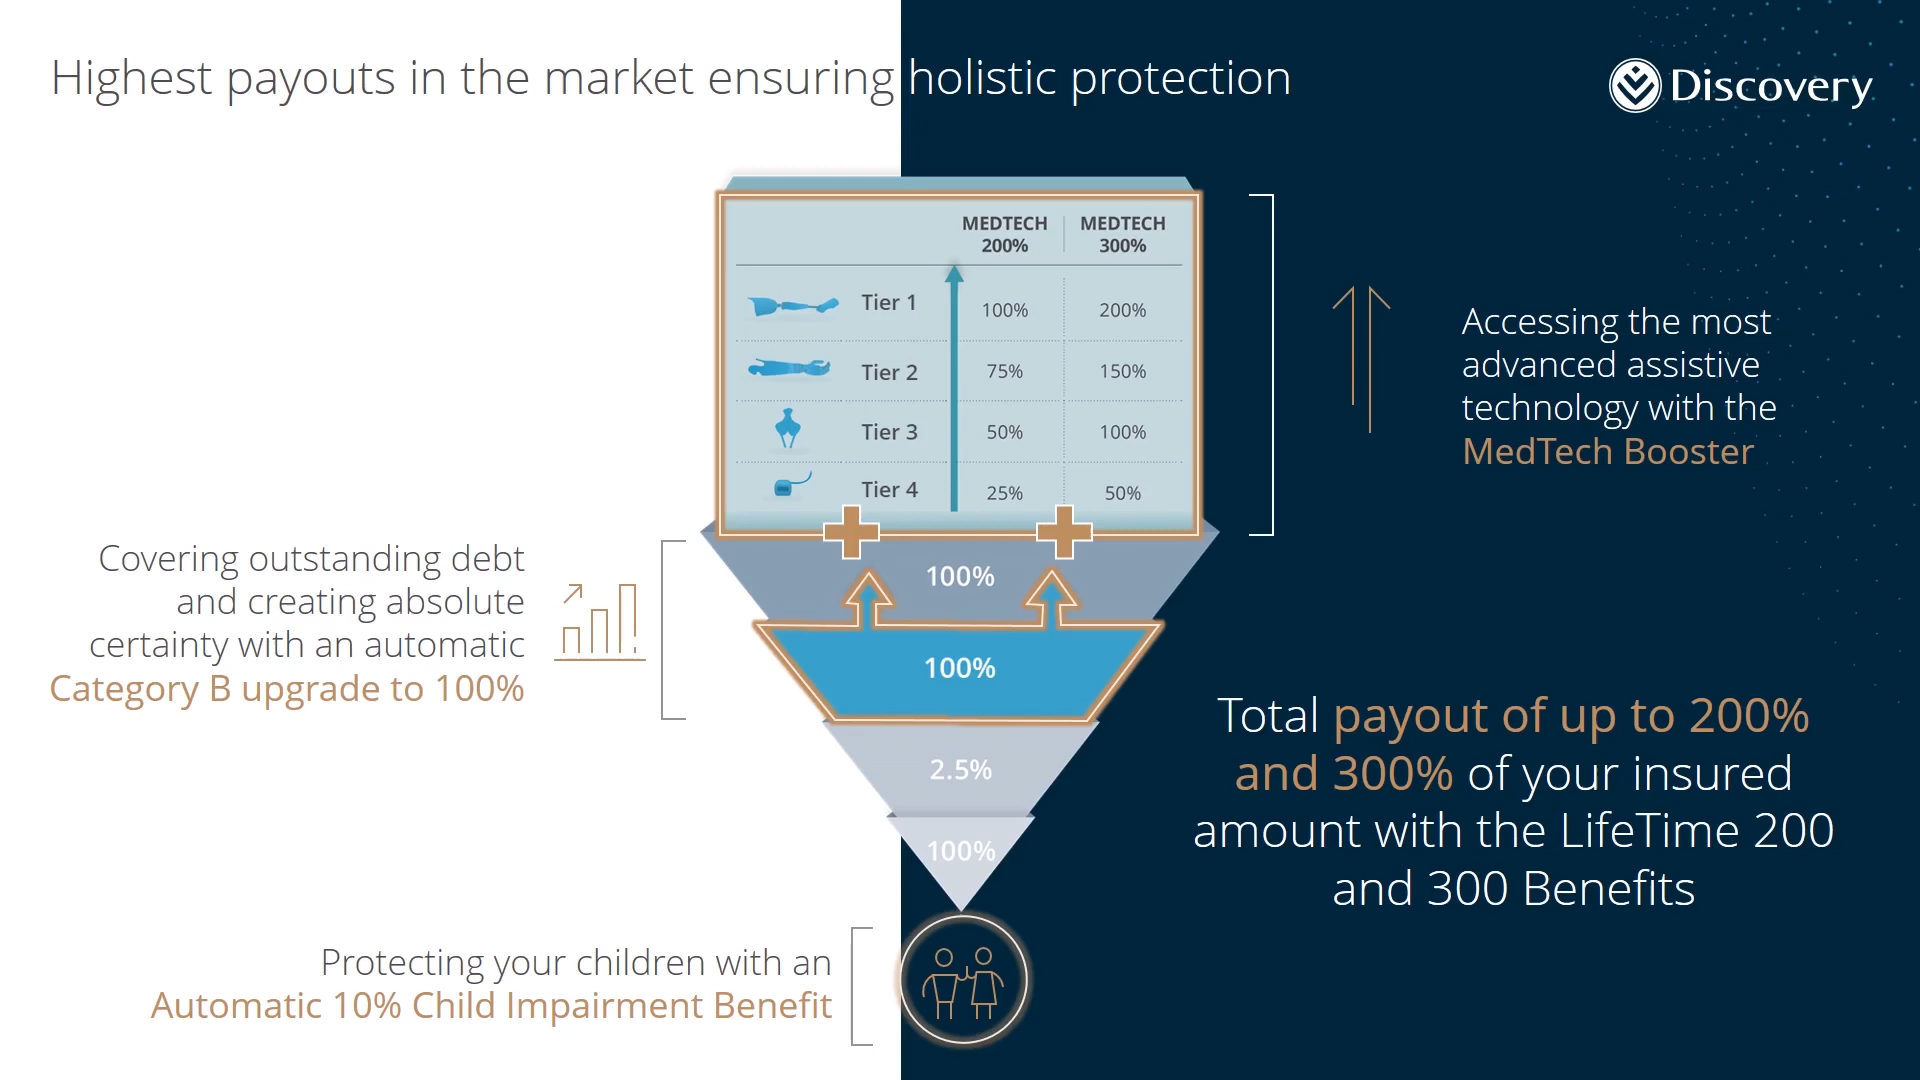 Highest payouts in the market ensuring holistic protection
Discovery
MEDTECH 200%
MEDTECH 300%
Tier 1 100% 200%
Tier 2 75% 150%
Tier 3 50% 100%
Tier 4 25% 50%
Accessing the most
advanced assistive
technology with the
MedTech Booster
Covering outstanding debt
and creating absolute
certainty with an automatic
Category B upgrade to 100%
100%
100%
2.5%
100%
Total payout of up to 200%
and 300% of your insured
amount with the LifeTime 200
and 300 Benefits
Protecting your children with an
Automatic 10% Child Impairment Benefit